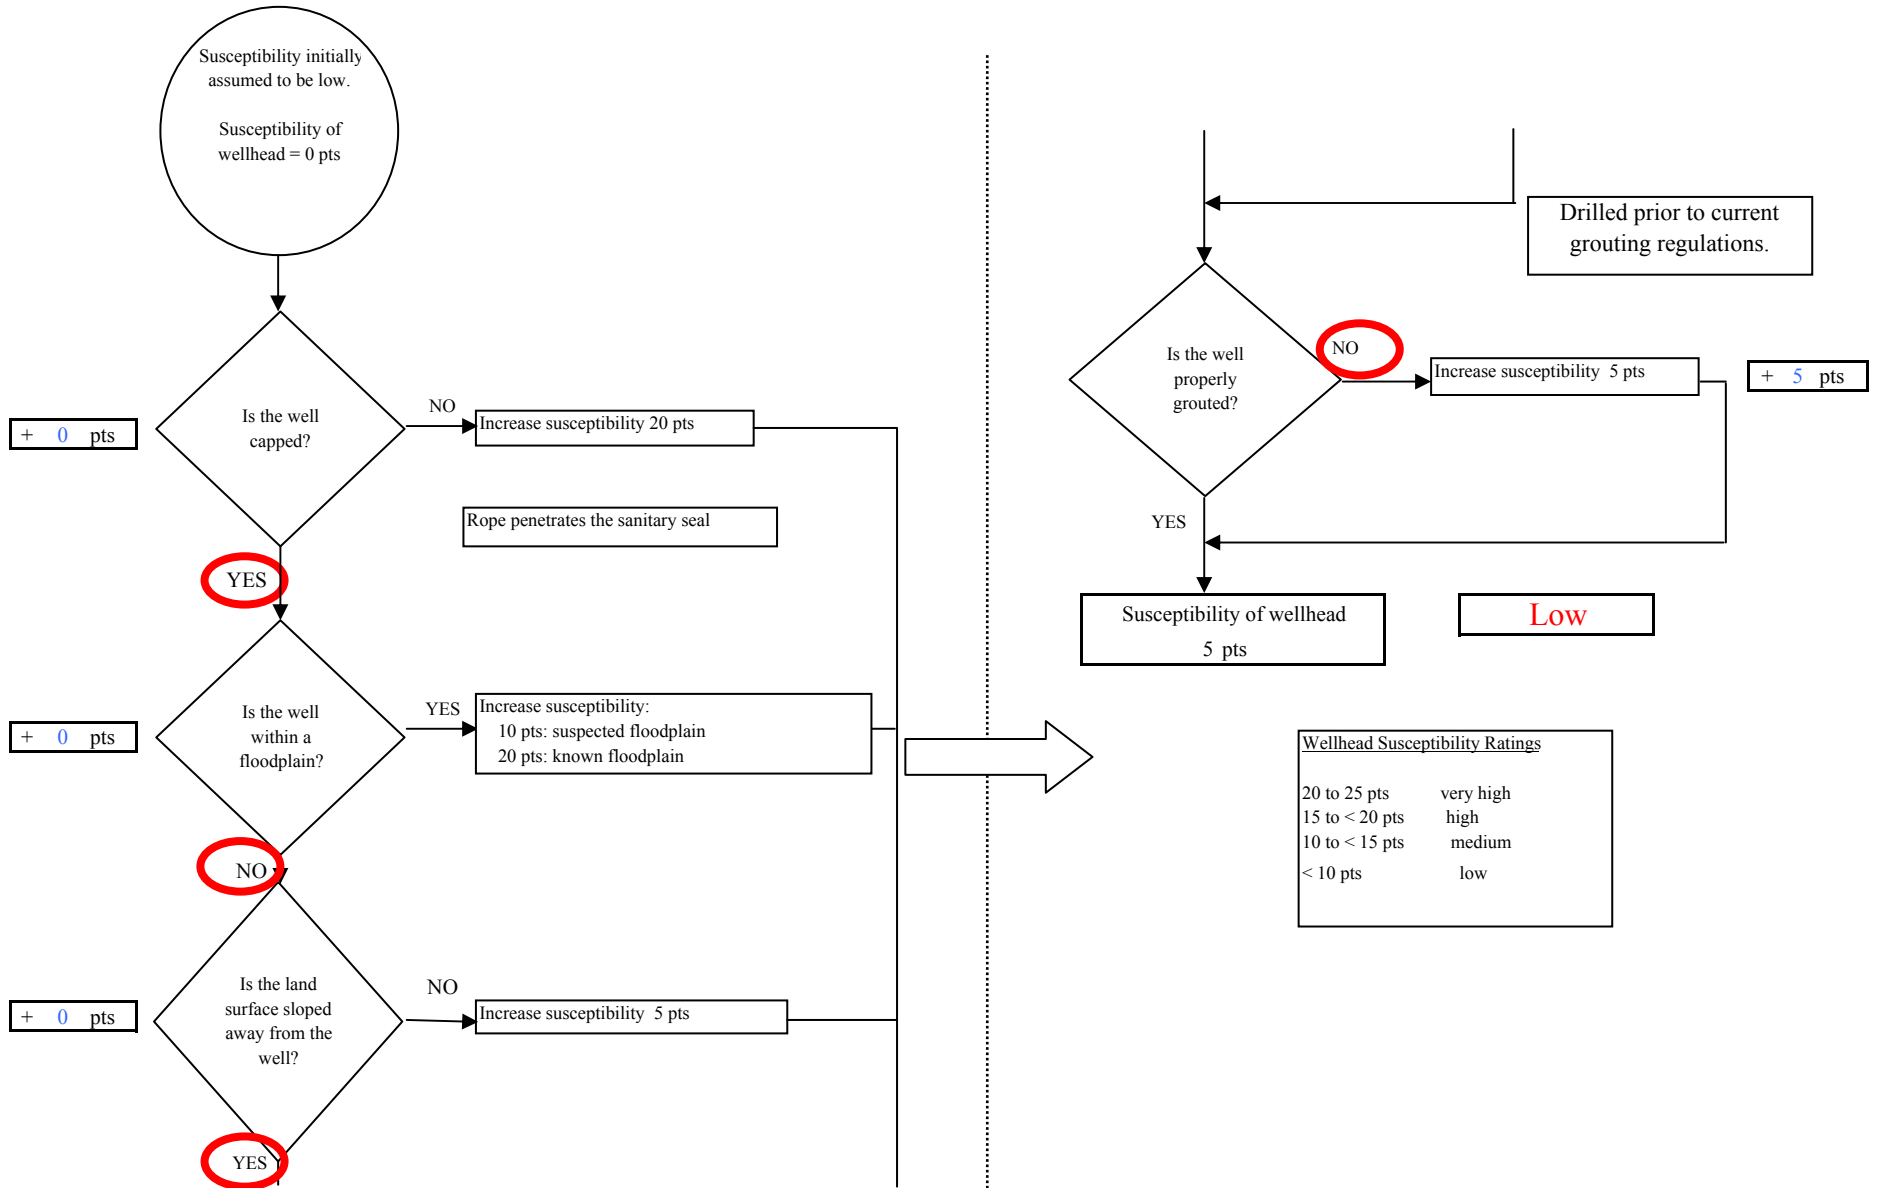 Susceptibility initially
assumed to be low.
Susceptibility of
wellhead = 0 pts
+ 0 pts
Is the well
capped?
NO
Increase susceptibility 20 pts
Rope penetrates the sanitary seal
YES
+ 0 pts
Is the well
within a
floodplain?
YES
Increase susceptibility:
10 pts: suspected floodplain
20 pts: known floodplain
NO
+ 0 pts
Is the land
surface sloped
away from the
well?
NO
Increase susceptibility 5 pts
YES
Drilled prior to current
grouting regulations.
Is the well
properly
grouted?
NO
Increase susceptibility 5 pts
+ 5 pts
YES
Susceptibility of wellhead
5 pts
Low
Wellhead Susceptibility Ratings
20 to 25 pts very high
15 to < 20 pts high
10 to < 15 pts medium
< 10 pts low